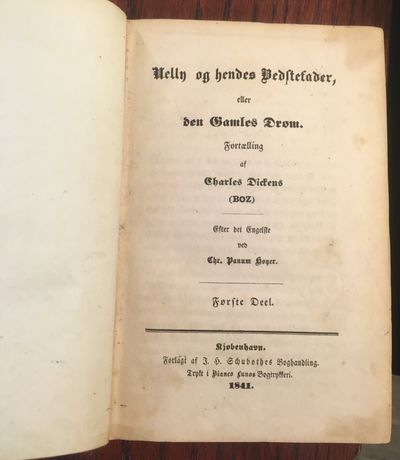 Nelly og hendes Bedstefader,
eller
den Gamles Drøm.
Fortælling
af
Charles Dickens
(BOZ)
Efter det Engelske
ved
Chr. Panum Hoyer.
Første Deel.
Kjøbenhavn.
Forlagt af J. H. Schubothes Boghandling.
Trykt i Bianco Lunos Bogtrykkeri.
1841.